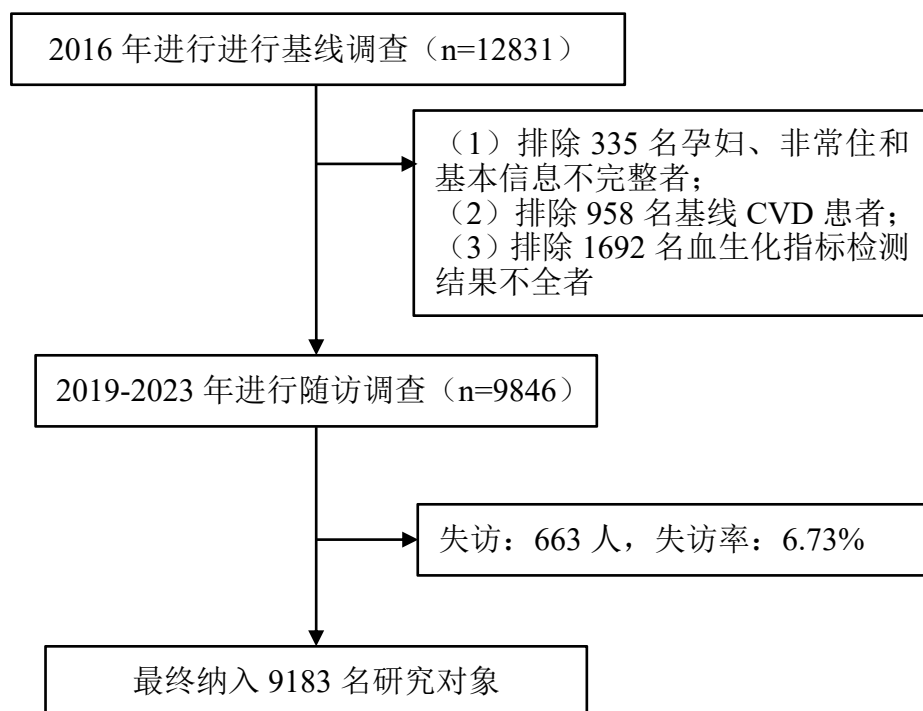 2016 年进行进行基线调查（n=12831）
（1）排除 335 名孕妇、非常住和
基本信息不完整者；
（2）排除 958 名基线 CVD 患者；
（3）排除 1692 名血生化指标检测
结果不全者
2019-2023 年进行随访调查（n=9846）
失访：663 人，失访率：6.73%
最终纳入 9183 名研究对象